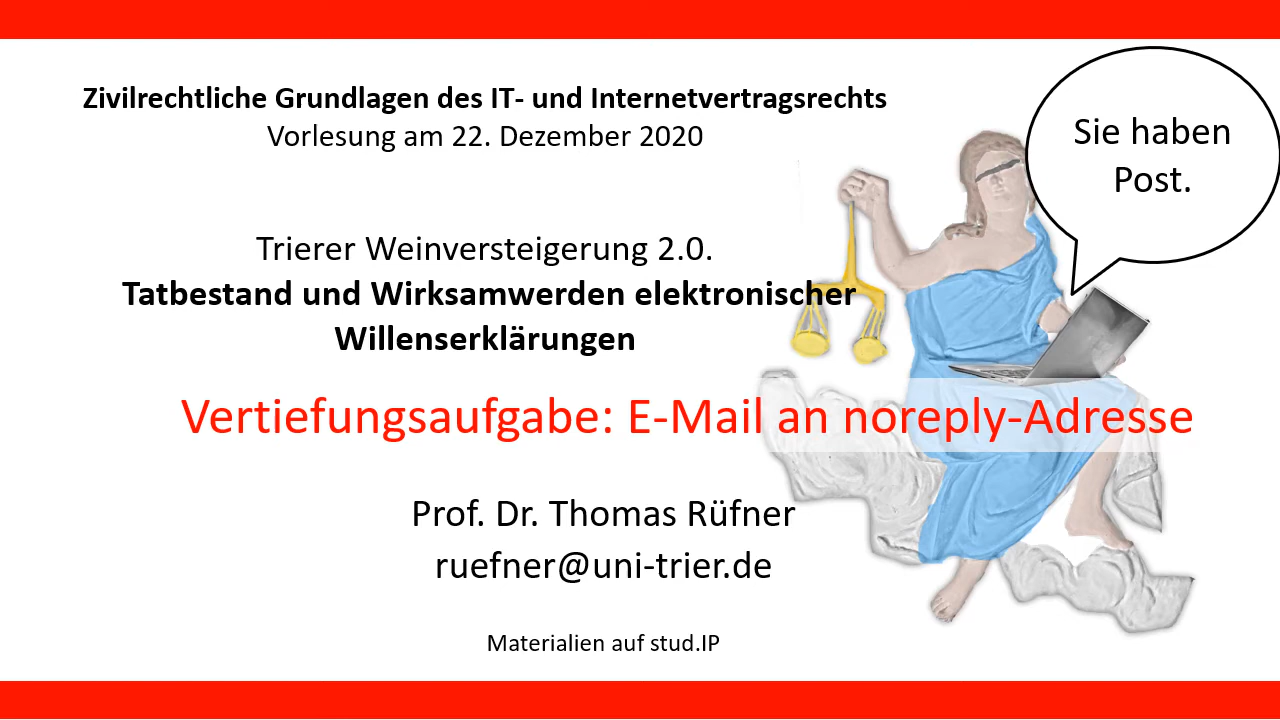 Zivilrechtliche Grundlagen des IT- und Internetvertragsrechts
Vorlesung am 22. Dezember 2020
Sie haben
Post.
Trierer Weinversteigerung 2.0.
Tatbestand und Wirksamwerden elektronischer
Willenserklärungen
Vertiefungsaufgabe: E-Mail an noreply-Adresse
Prof. Dr. Thomas Rüfner
ruefner@uni-trier.de
Materialien auf stud.IP